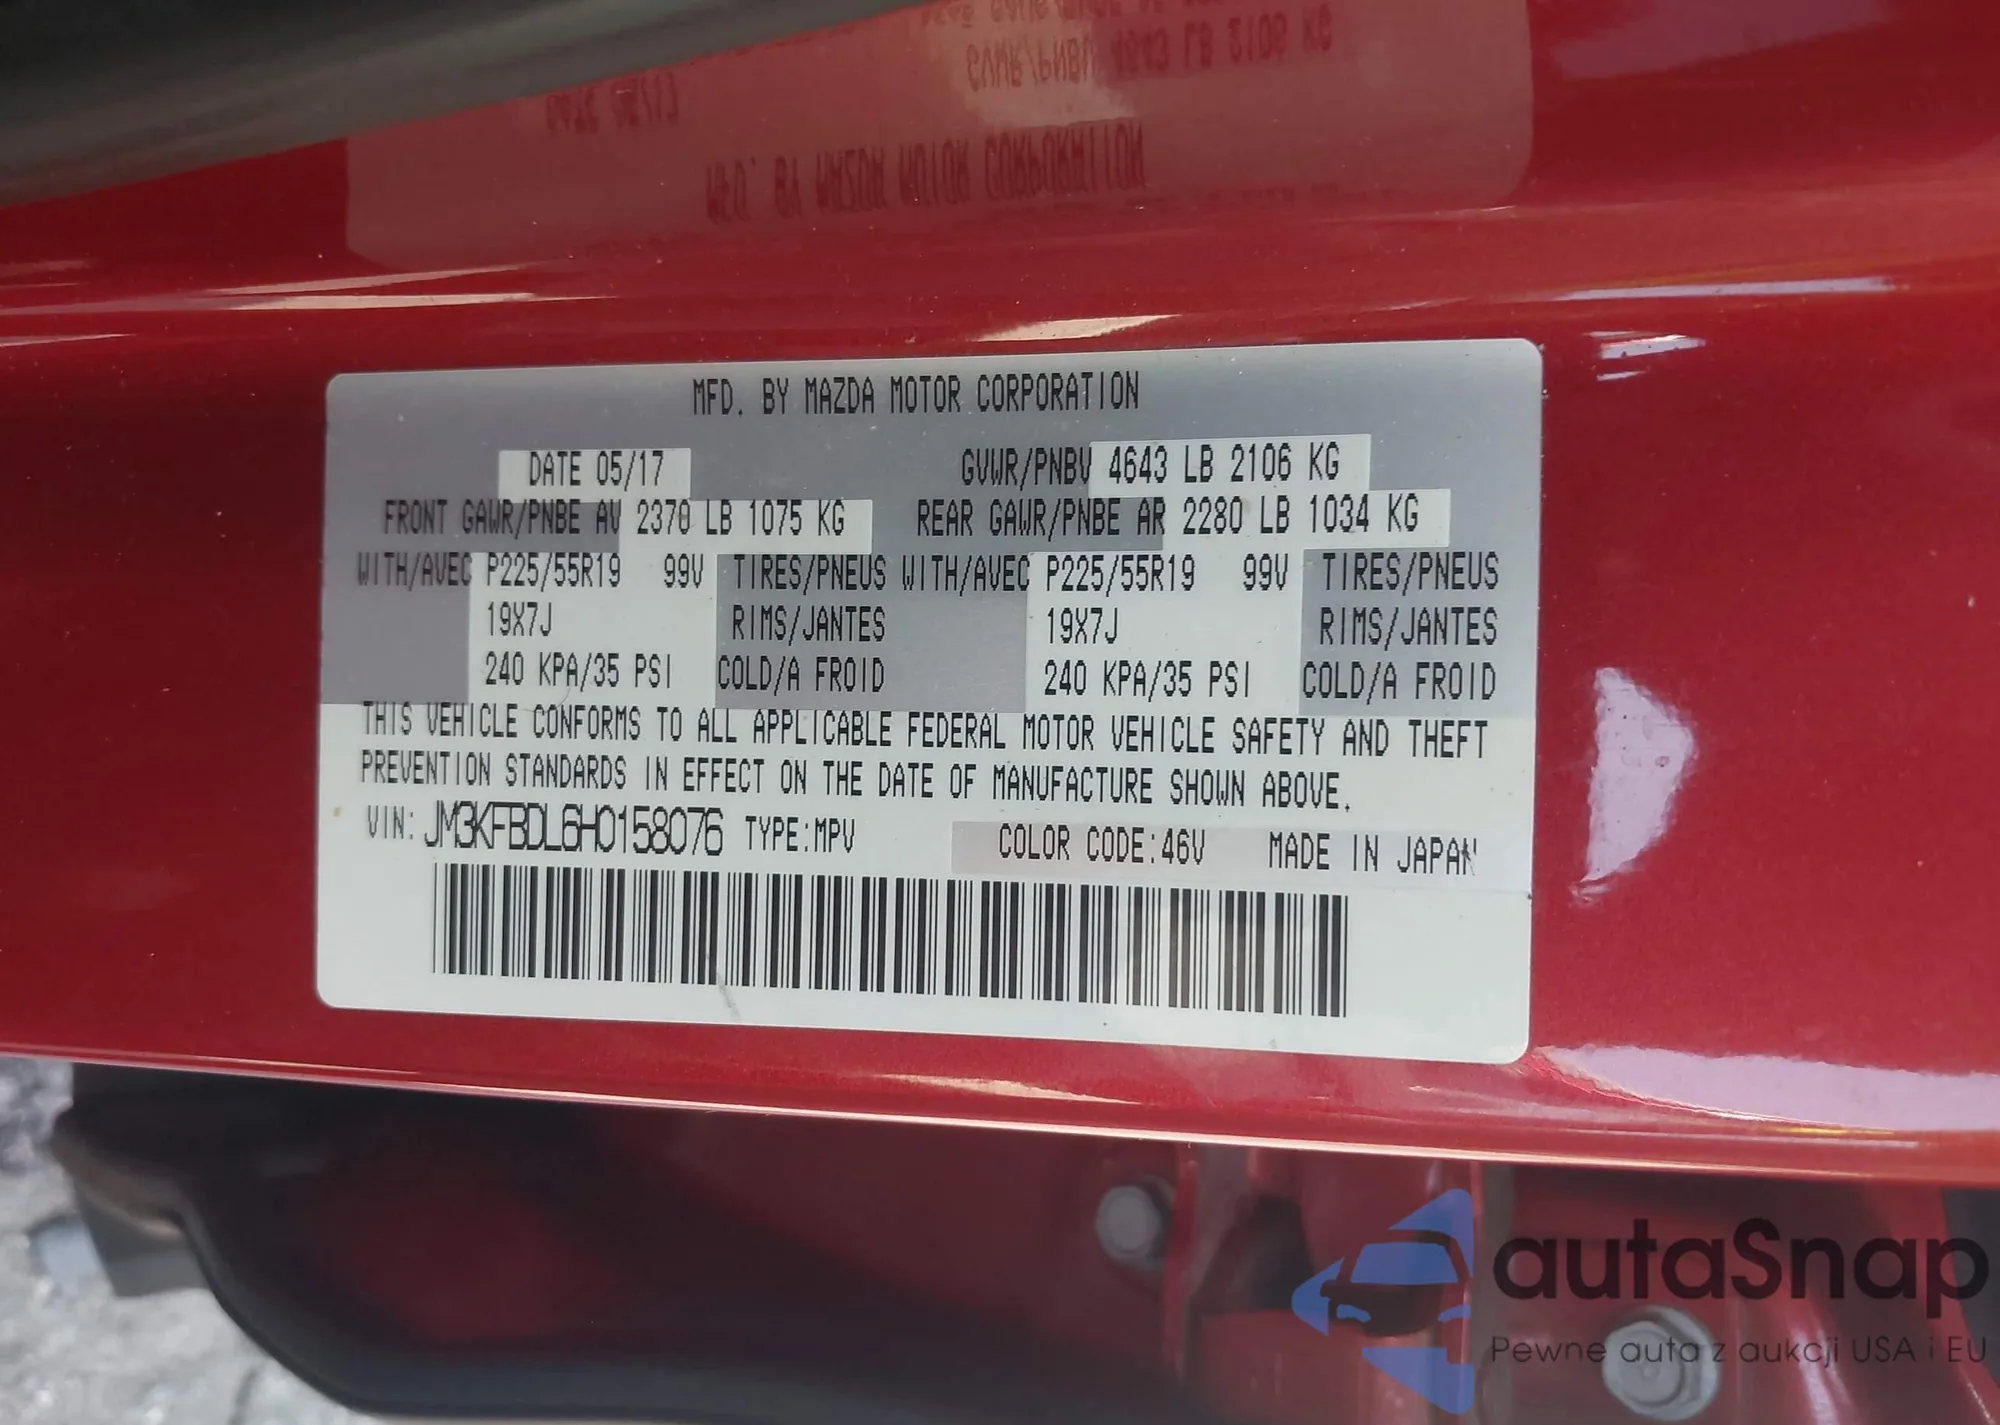 MFD. BY MAZDA MOTOR CORPORATION
DATE 05/17 GVWR/PNBV 4643 LB 2106 KG
FRONT GAWR/PNBE AV 2370 LB 1075 KG REAR GAWR/PNBE AR 2280 LB 1034 KG
WITH/AVEC P225/55R19 99V TIRES/PNEUS WITH/AVEC P225/55R19 99V TIRES/PNEUS
19X7J RIMS/JANTES 19X7J RIMS/JANTES
240 KPA/35 PSI COLD/A FROID 240 KPA/35 PSI COLD/A FROID
THIS VEHICLE CONFORMS TO ALL APPLICABLE FEDERAL MOTOR VEHICLE SAFETY AND THEFT
PREVENTION STANDARDS IN EFFECT ON THE DATE OF MANUFACTURE SHOWN ABOVE.
VIN: JM3KFBDL6H0158076 TYPE:MPV COLOR CODE:46V MADE IN JAPAN
autaSnap
Pewne auta z aukcji USA i EU